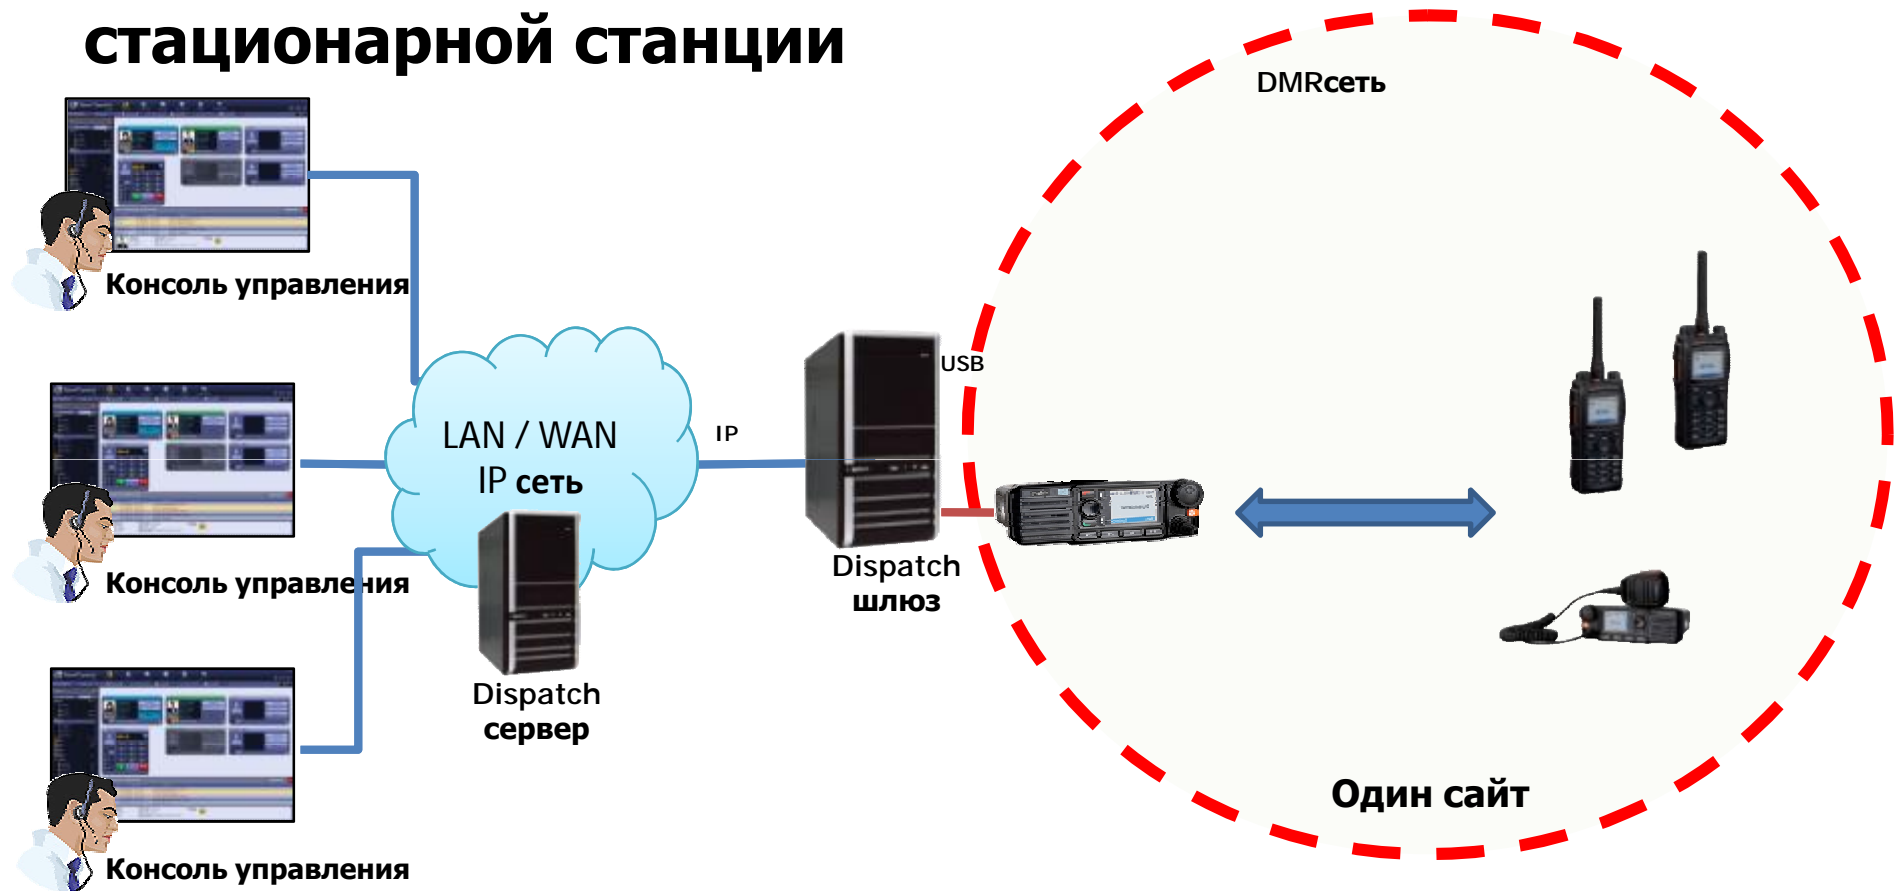 стационарной станции
DMRсеть
Консоль управления
USB
LAN / WAN
IP сеть
IP
Консоль управления
Dispatch
шлюз
Dispatch
сервер
Один сайт
Консоль управления